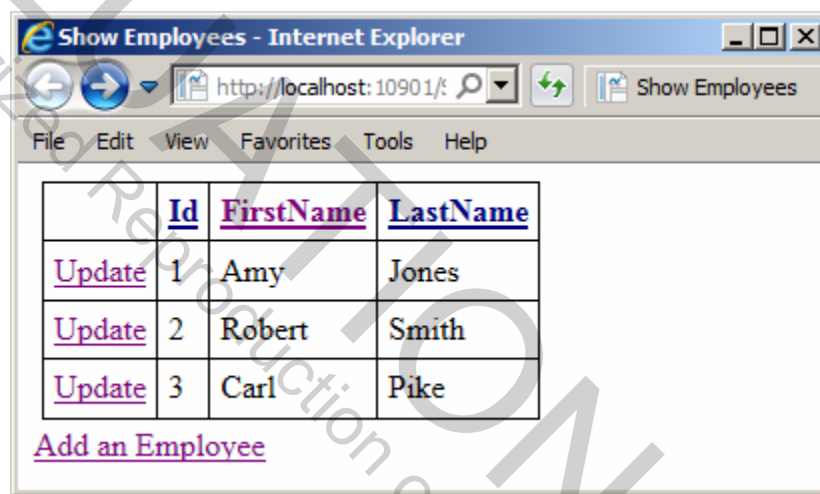 Show Employees - Internet Explorer
http://localhost:10901/ Show Employees
File Edit View Favorites Tools Help
Id FirstName LastName
Update 1 Amy Jones
Update 2 Robert Smith
Update 3 Carl Pike
Add an Employee
Reproduction